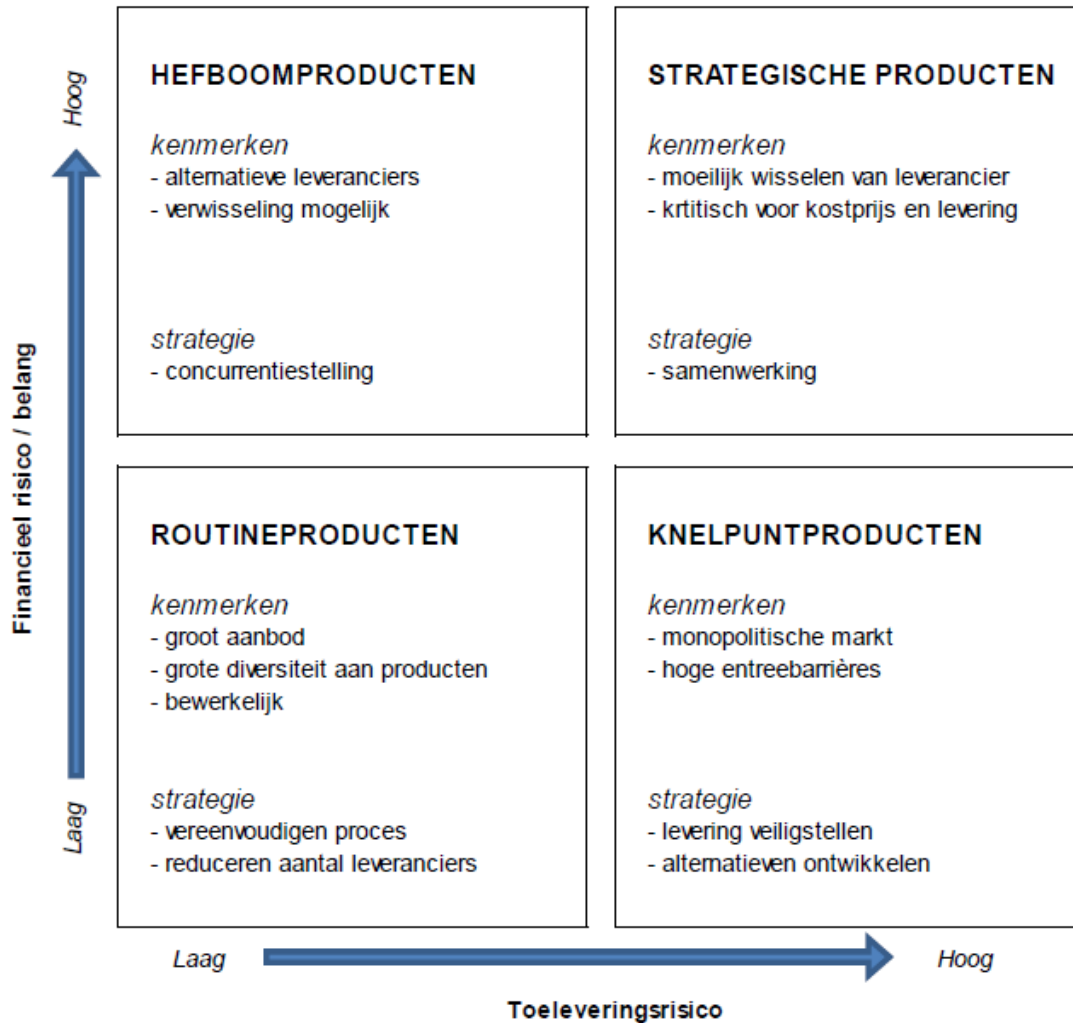 HEFBOOMPRODUCTEN
kenmerken
- alternatieve leveranciers
- verwisseling mogelijk
strategie
- concurrentiestelling
STRATEGISCHE PRODUCTEN
kenmerken
- moeilijk wisselen van leverancier
- krtitisch voor kostprijs en levering
strategie
- samenwerking
ROUTINEPRODUCTEN
kenmerken
- groot aanbod
- grote diversiteit aan producten
- bewerkelijk
strategie
- vereenvoudigen proces
- reduceren aantal leveranciers
KNELPUNTPRODUCTEN
kenmerken
- monopolitische markt
- hoge entreebarrières
strategie
- levering veiligstellen
- alternatieven ontwikkelen
Hoog
Financieel risico / belang
Laag
Laag
Hoog
Toeleveringsrisico